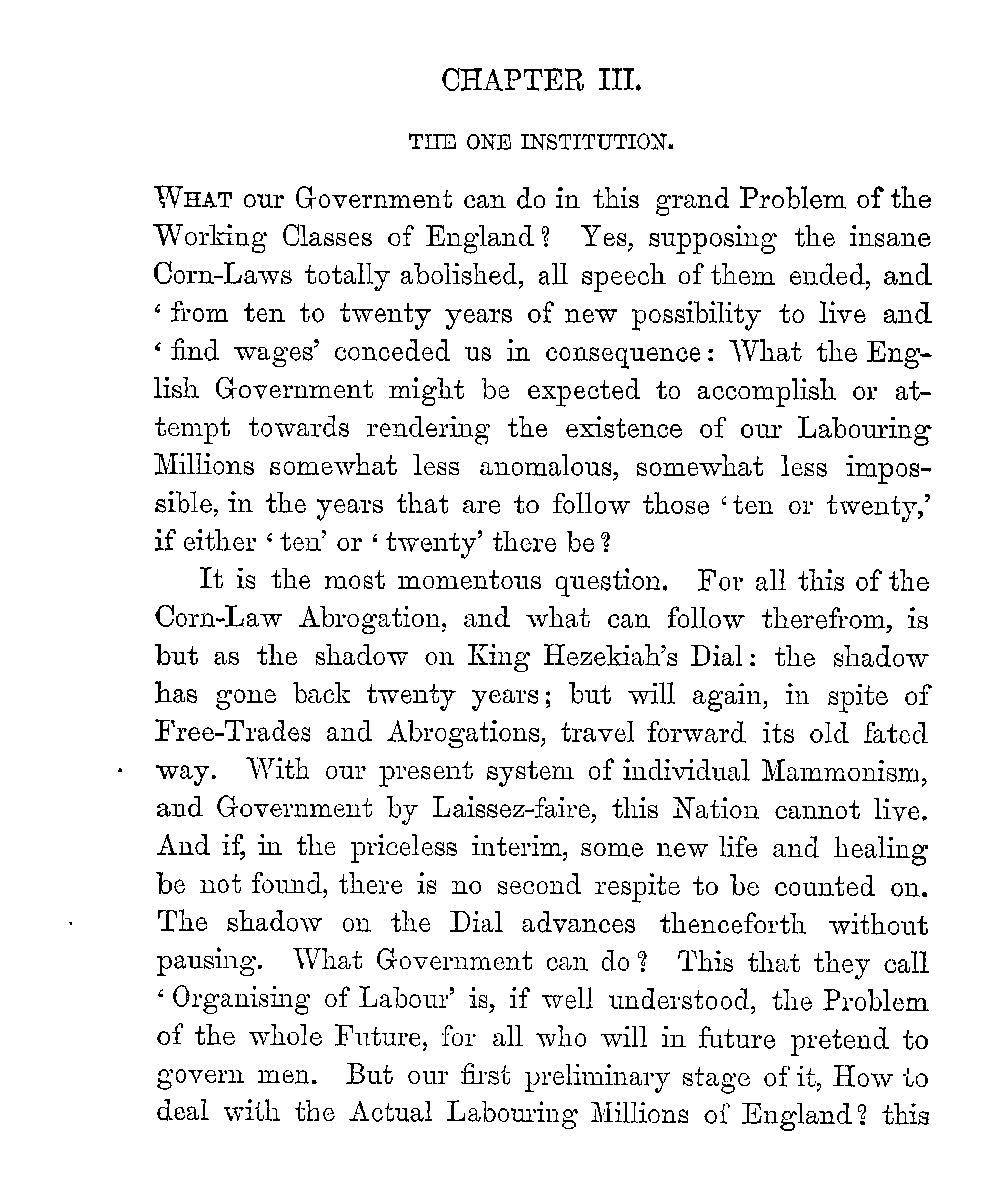 CHAPTER III.
THE ONE INSTITUTION.
WHAT our Government can do in this grand Problem of the
Working Classes of England? Yes, supposing the insane
Corn-Laws totally abolished, all speech of them ended, and
‘ from ten to twenty years of new possibility to live and
‘ find wages’ conceded us in consequence: What the Eng-
lish Government might be expected to accomplish or at-
tempt towards rendering the existence of our Labouring
Millions somewhat less anomalous, somewhat less impos-
sible, in the years that are to follow those ‘ten or twenty,’
if either ‘ ten’ or ‘ twenty’ there be?
It is the most momentous question. For all this of the
Corn-Law Abrogation, and what can follow therefrom, is
but as the shadow on King Hezekiah’s Dial: the shadow
has gone back twenty years; but will again, in spite of
Free-Trades and Abrogations, travel forward its old fated
way. With our present system of individual Mammonism,
and Government by Laissez-faire, this Nation cannot live.
And if, in the priceless interim, some new life and healing
be not found, there is no second respite to be counted on.
The shadow on the Dial advances thenceforth without
pausing. What Government can do? This that they call
‘ Organising of Labour’ is, if well understood, the Problem
of the whole Future, for all who will in future pretend to
govern men. But our first preliminary stage of it, How to
deal with the Actual Labouring Millions of England? this